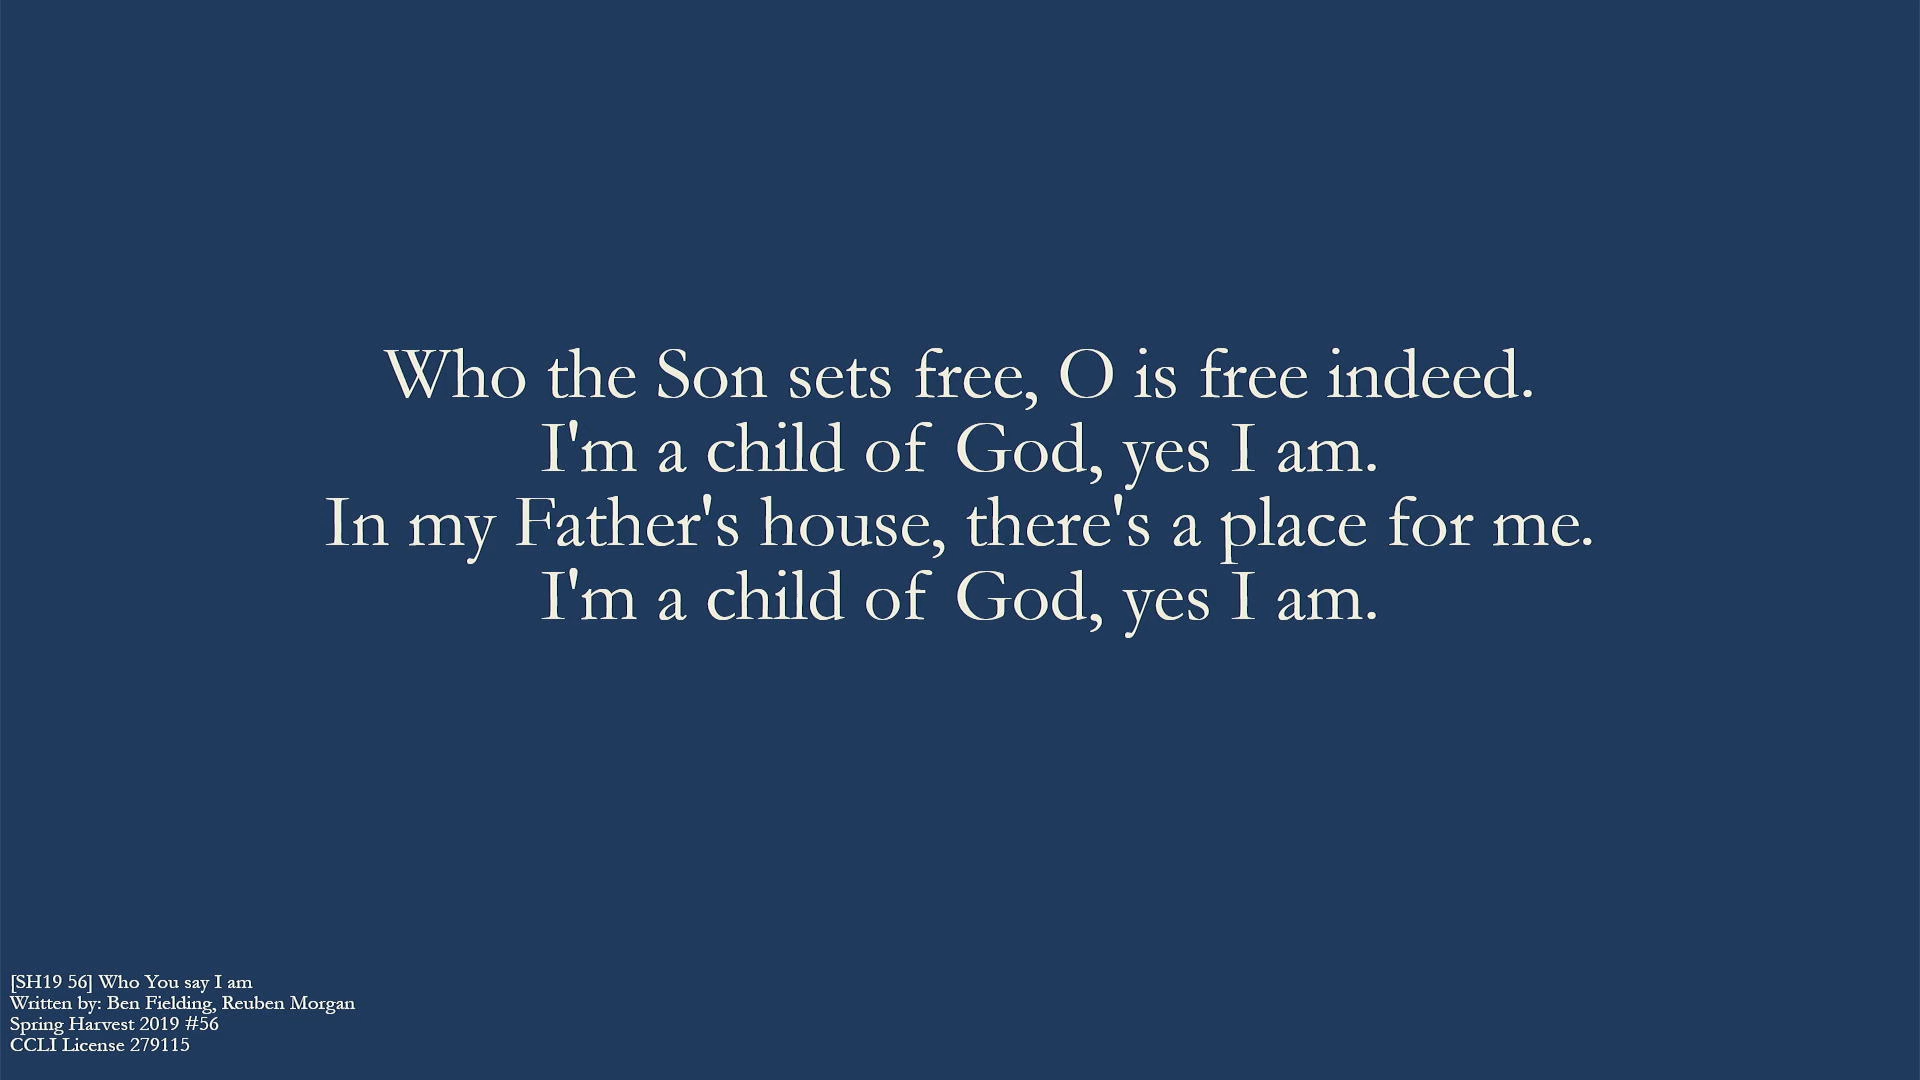 Who the Son sets free, O is free indeed.
I'm a child of God, yes I am.
In my Father's house, there's a place for me.
I'm a child of God, yes I am.
[SH19 56] Who You say I am
Written by: Ben Fielding, Reuben Morgan
Spring Harvest 2019 #56
CCLI License 279115